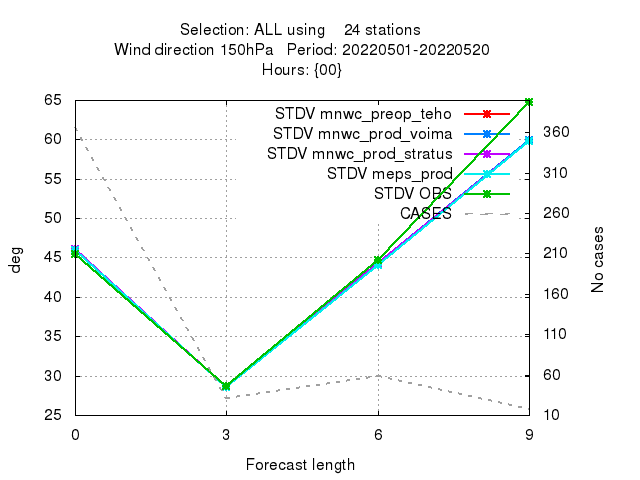 Selection: ALL using 24 stations
Wind direction 150hPa Period: 20220501-20220520
Hours: {00}
STDV mnwc_preop_teho
STDV mnwc_prod_voima
STDV mnwc_prod_stratus
STDV meps_prod
STDV OBS
CASES
65
60
55
50
45
40
35
30
25
deg
360
310
260
210
160
110
60
10
No cases
0 3 6 9
Forecast length